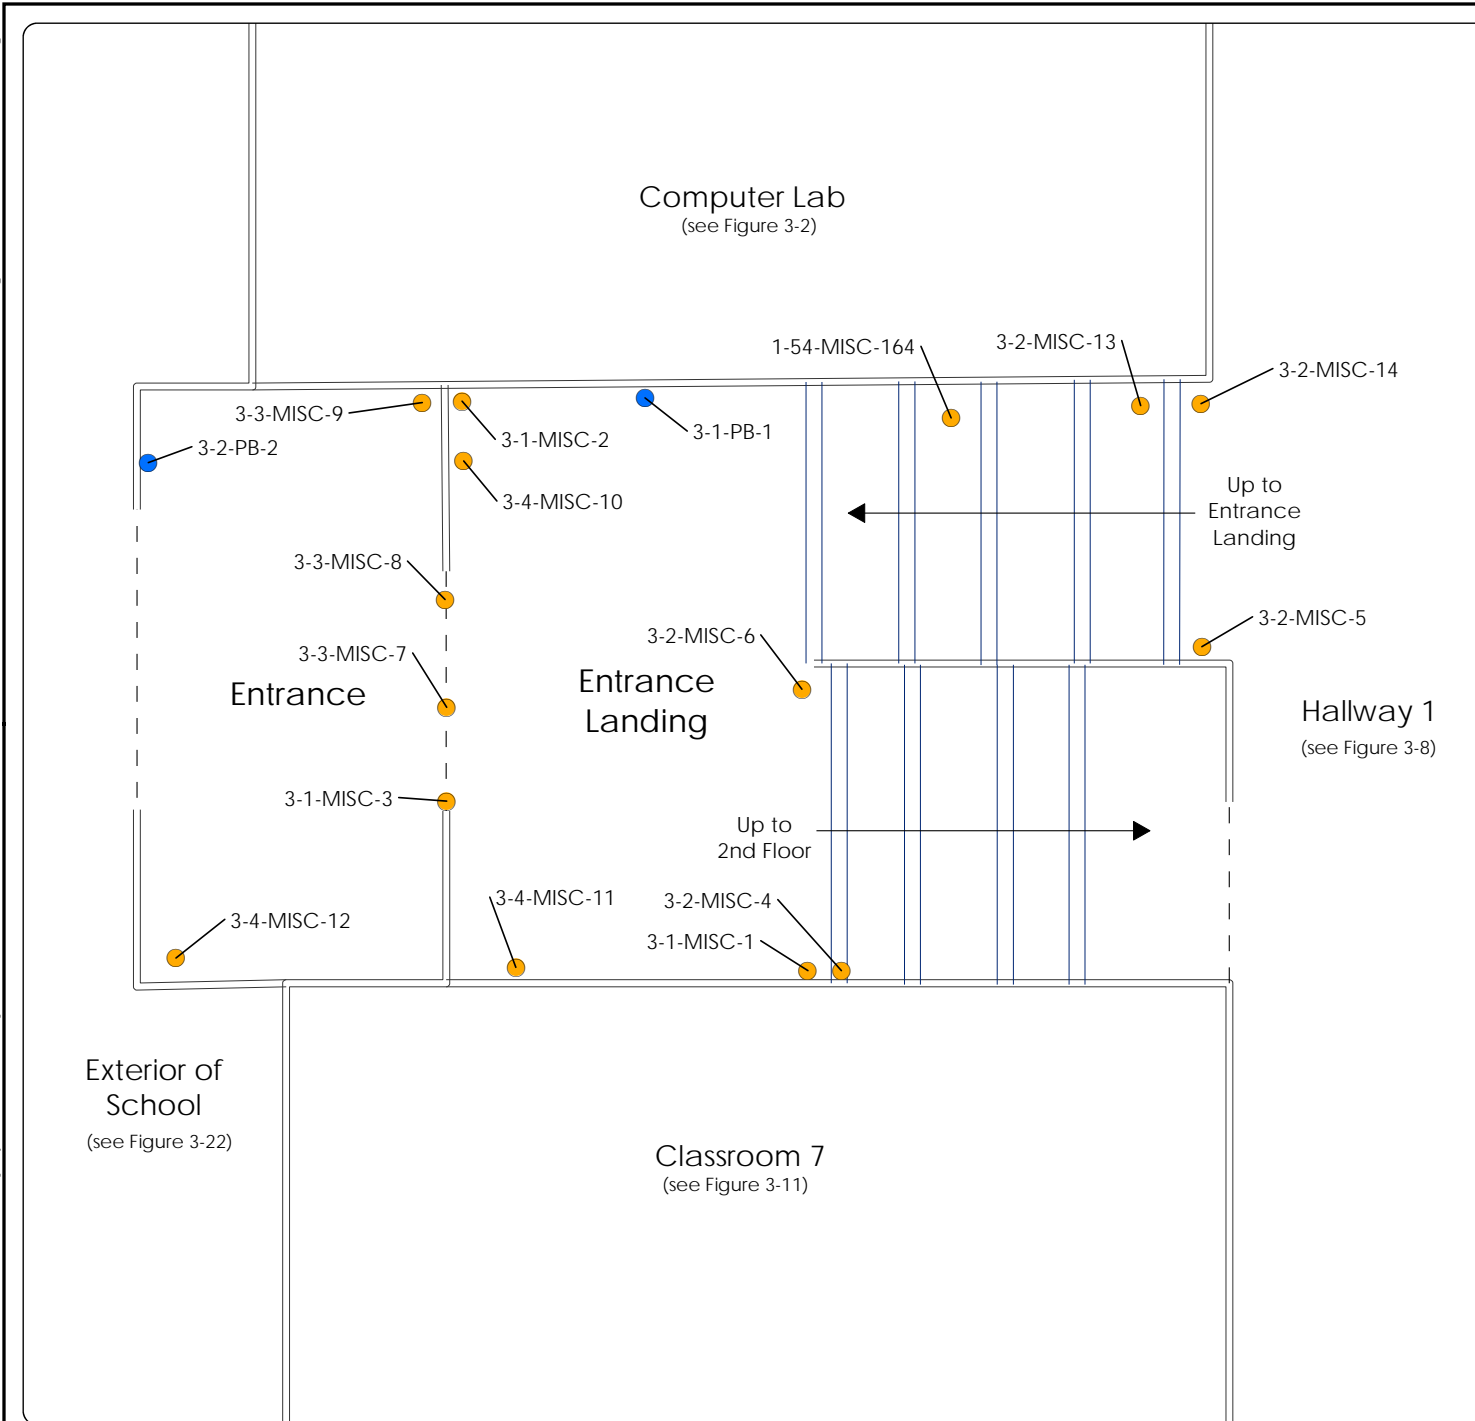 Computer Lab
(see Figure 3-2)
1-54-MISC-164
3-2-MISC-13
3-2-MISC-14
3-3-MISC-9
3-1-MISC-2
3-1-PB-1
3-2-PB-2
3-4-MISC-10
Up to
Entrance
Landing
3-3-MISC-8
3-2-MISC-5
3-2-MISC-6
3-3-MISC-7
Entrance
Entrance
Landing
Hallway 1
(see Figure 3-8)
3-1-MISC-3
Up to
2nd Floor
3-4-MISC-11
3-2-MISC-4
3-4-MISC-12
3-1-MISC-1
Exterior of
School
(see Figure 3-22)
Classroom 7
(see Figure 3-11)